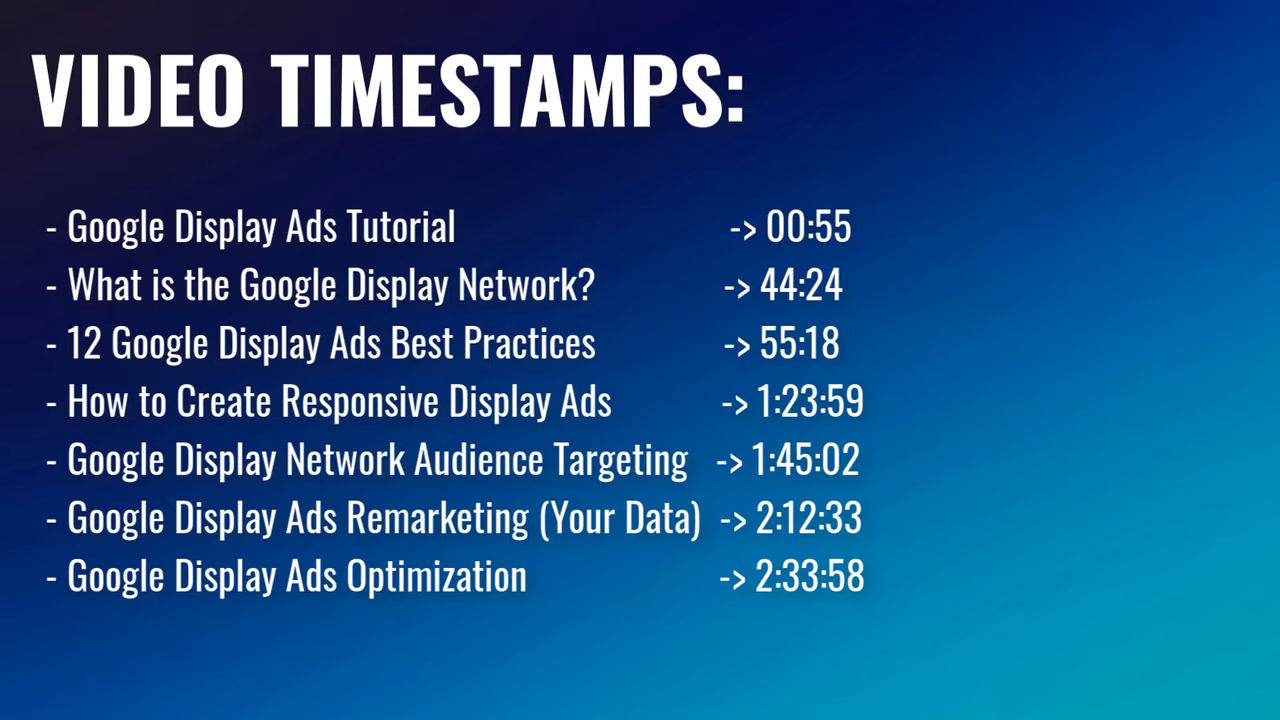 VIDEO TIMESTAMPS:
- Google Display Ads Tutorial -> 00:55
- What is the Google Display Network? -> 44:24
- 12 Google Display Ads Best Practices -> 55:18
- How to Create Responsive Display Ads -> 1:23:59
- Google Display Network Audience Targeting -> 1:45:02
- Google Display Ads Remarketing (Your Data) -> 2:12:33
- Google Display Ads Optimization -> 2:33:58